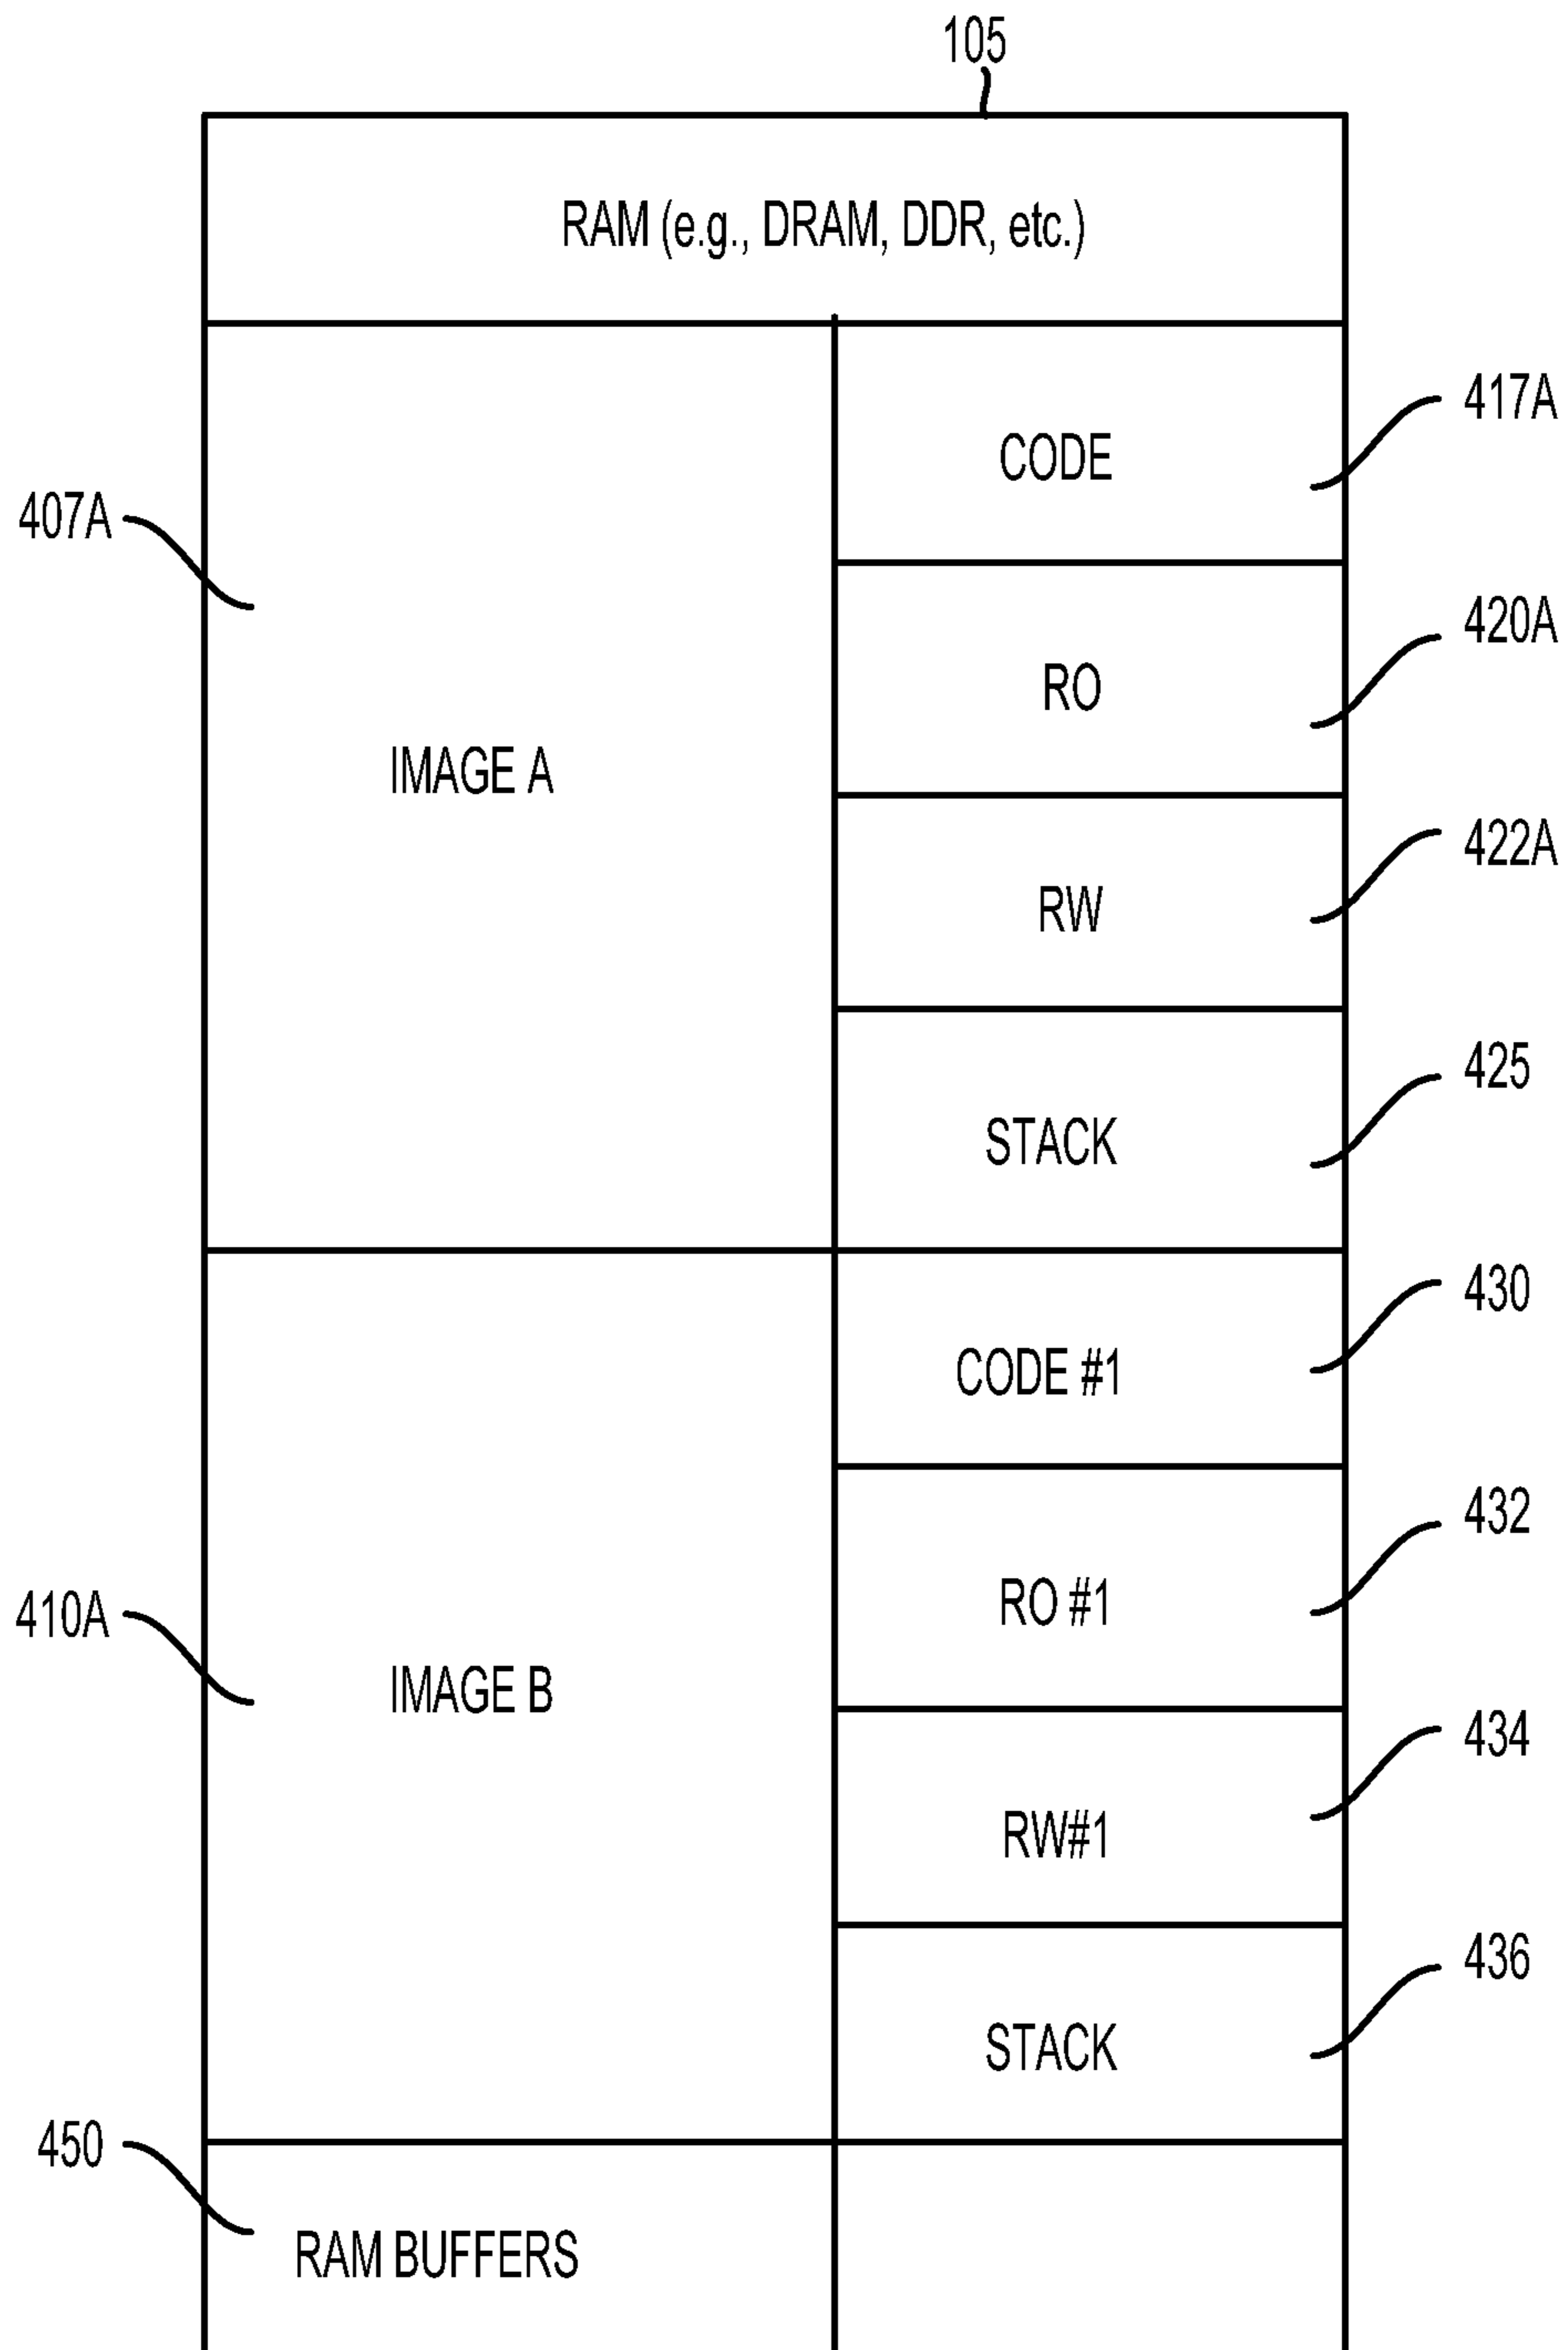 105
RAM (e.g., DRAM, DDR, etc.)
417A
CODE
407A
420A
RO
IMAGE A
422A
RW
425
STACK
430
CODE #1
432
RO #1
410A
IMAGE B
434
RW#1
436
STACK
450
RAM BUFFERS